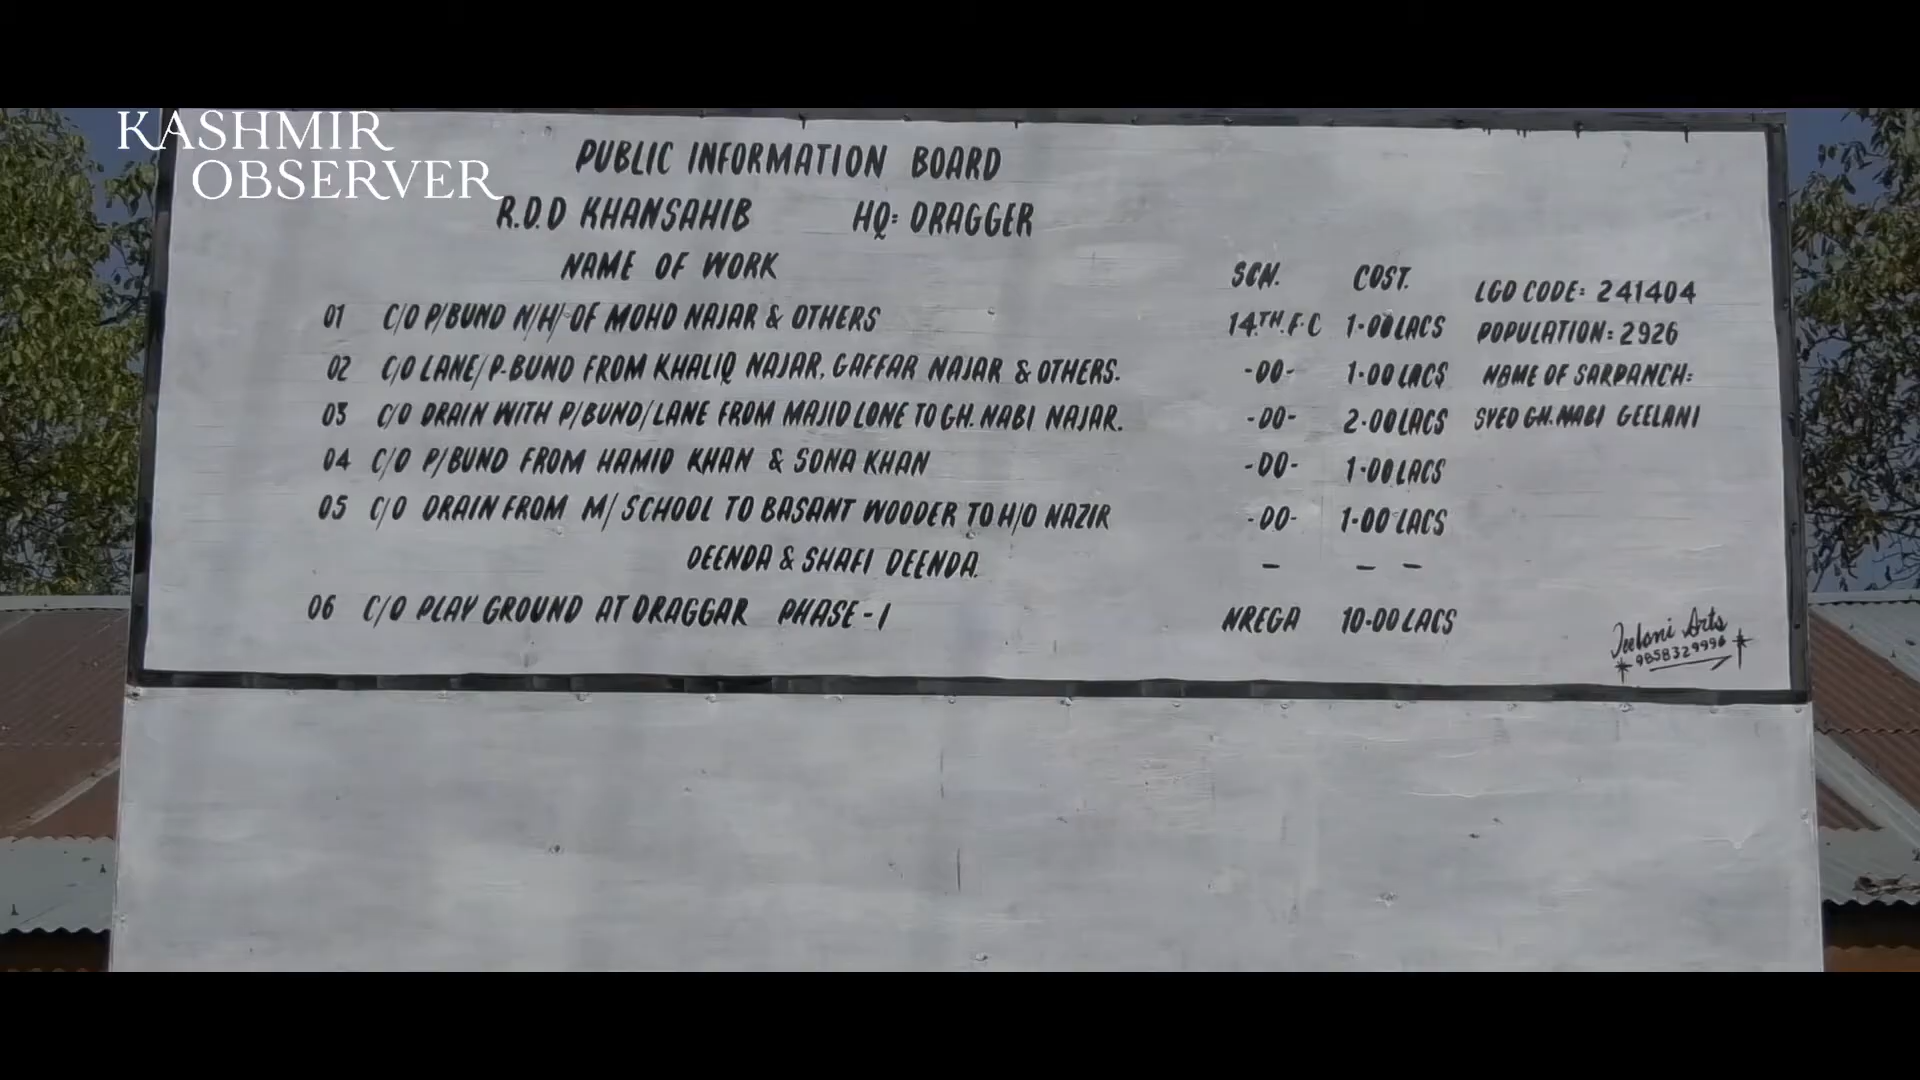 KASHMIR
OBSERVER
PUBLIC INFORMATION BOARD
R.D.D KHANSAHIB HQ: DRAGGER
NAME OF WORK SCH. COST.
01 C/O P/BUND N/H/ OF MOHD NAJAR & OTHERS 14.TH.F.C 1.00 LACS
02 C/O LANE/P-BUND FROM KHALIQ NAJAR, GAFFAR NAJAR & OTHERS. -DO- 1.00 LACS
03 C/O DRAIN WITH P/BUND/LANE FROM MAJID LONE TO GH. NABI NAJAR. -DO- 2.00 LACS
04 C/O P/BUND FROM HAMID KHAN & SONA KHAN -DO- 1.00 LACS
05 C/O DRAIN FROM M/SCHOOL TO BASANT WOODER TO H/O NAZIR -DO- 1.00 LACS
DEENDA & SHAFI DEENDA. - - -
06 C/O PLAY GROUND AT DRAGGAR PHASE - I NREGA 10.00 LACS
LGD CODE: 241404
POPULATION: 2926
NAME OF SARPANCH:
SYED GH. NABI GEELANI
Jeelani Arts
9858329996